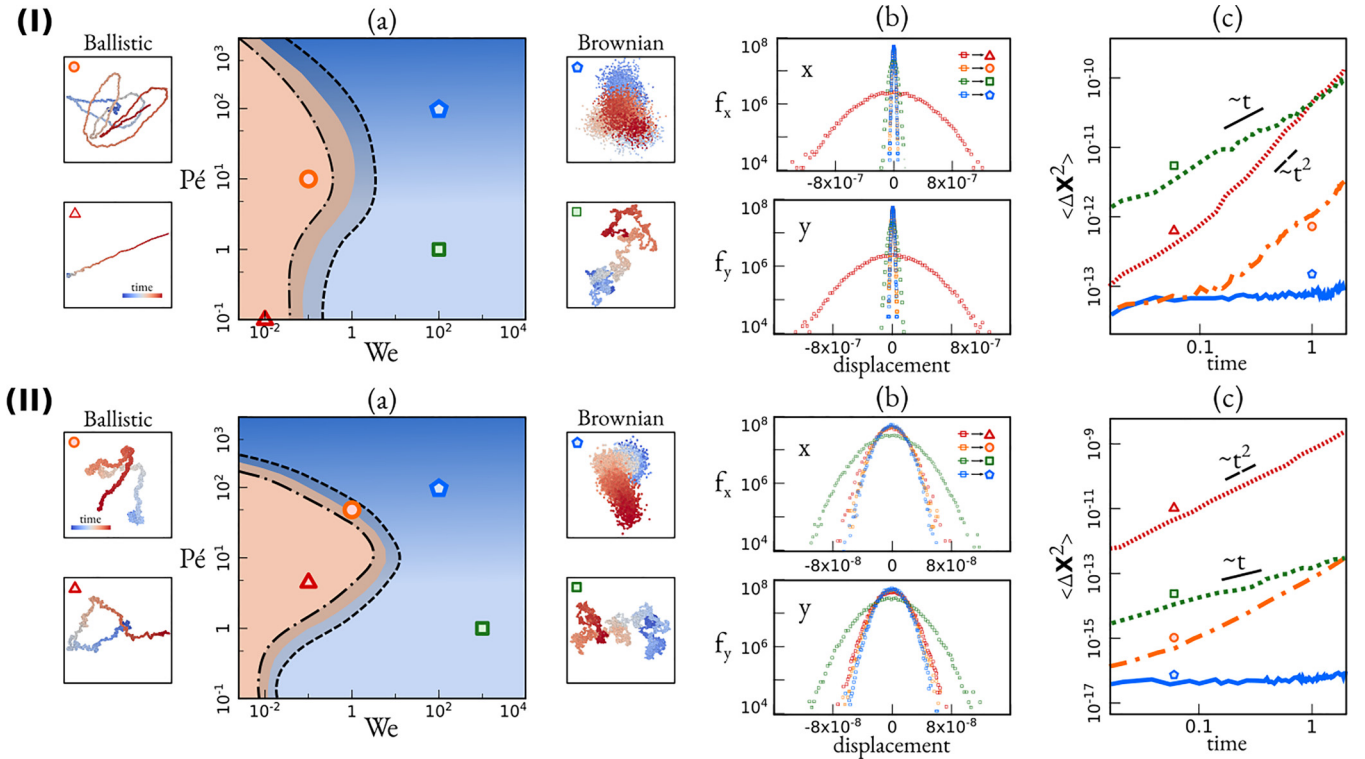 (I)
(a)
(b)
(c)
Ballistic
Brownian
time
Pé
10³
10²
10¹
1
10⁻¹
10⁻²
1
10²
10⁴
We
x
fₓ
10⁸
10⁶
10⁴
-8x10⁻⁷
0
8x10⁻⁷
y
f_y
10⁸
10⁶
10⁴
-8x10⁻⁷
0
8x10⁻⁷
displacement
<ΔX²>
10⁻¹⁰
10⁻¹¹
10⁻¹²
10⁻¹³
~t
~t²
0.1
1
time
(II)
(a)
(b)
(c)
Ballistic
Brownian
time
Pé
10³
10²
10¹
1
10⁻¹
10⁻²
1
10²
10⁴
We
x
fₓ
10⁸
10⁶
10⁴
-8x10⁻⁸
0
8x10⁻⁸
y
f_y
10⁸
10⁶
10⁴
-8x10⁻⁸
0
8x10⁻⁸
displacement
<ΔX²>
10⁻⁹
10⁻¹¹
10⁻¹³
10⁻¹⁵
10⁻¹⁷
~t²
~t
0.1
1
time